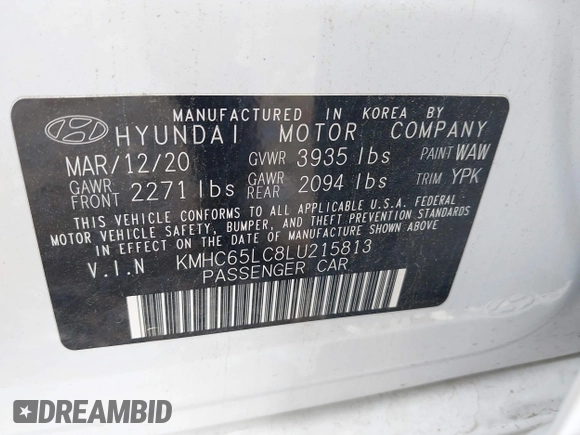 MANUFACTURED IN KOREA BY
HYUNDAI MOTOR COMPANY
MAR/12/20 GVWR 3935 lbs PAINT WAW
GAWR FRONT 2271 lbs GAWR REAR 2094 lbs TRIM YPK
THIS VEHICLE CONFORMS TO ALL APPLICABLE U.S.A. FEDERAL
MOTOR VEHICLE SAFETY, BUMPER, AND THEFT PREVENTION STANDARDS
IN EFFECT ON THE DATE OF MANUFACTURE SHOWN ABOVE
V.I.N KMHC65LC8LU215813
PASSENGER CAR
DREAMBID